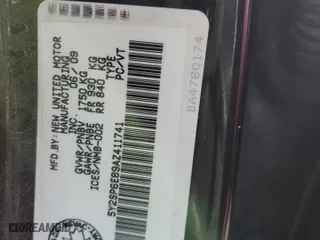 MFD. BY: NEW UNITED MOTOR
MANUFACTURING INC. 06/09
GVWR/PNBV 1750 KG
GAWR/PNBE FR 930 KG
RR 840 KG
ICES/NMB-002 TYPE
PC/VT
5Y2SP6E89AZ411741
BA4780174